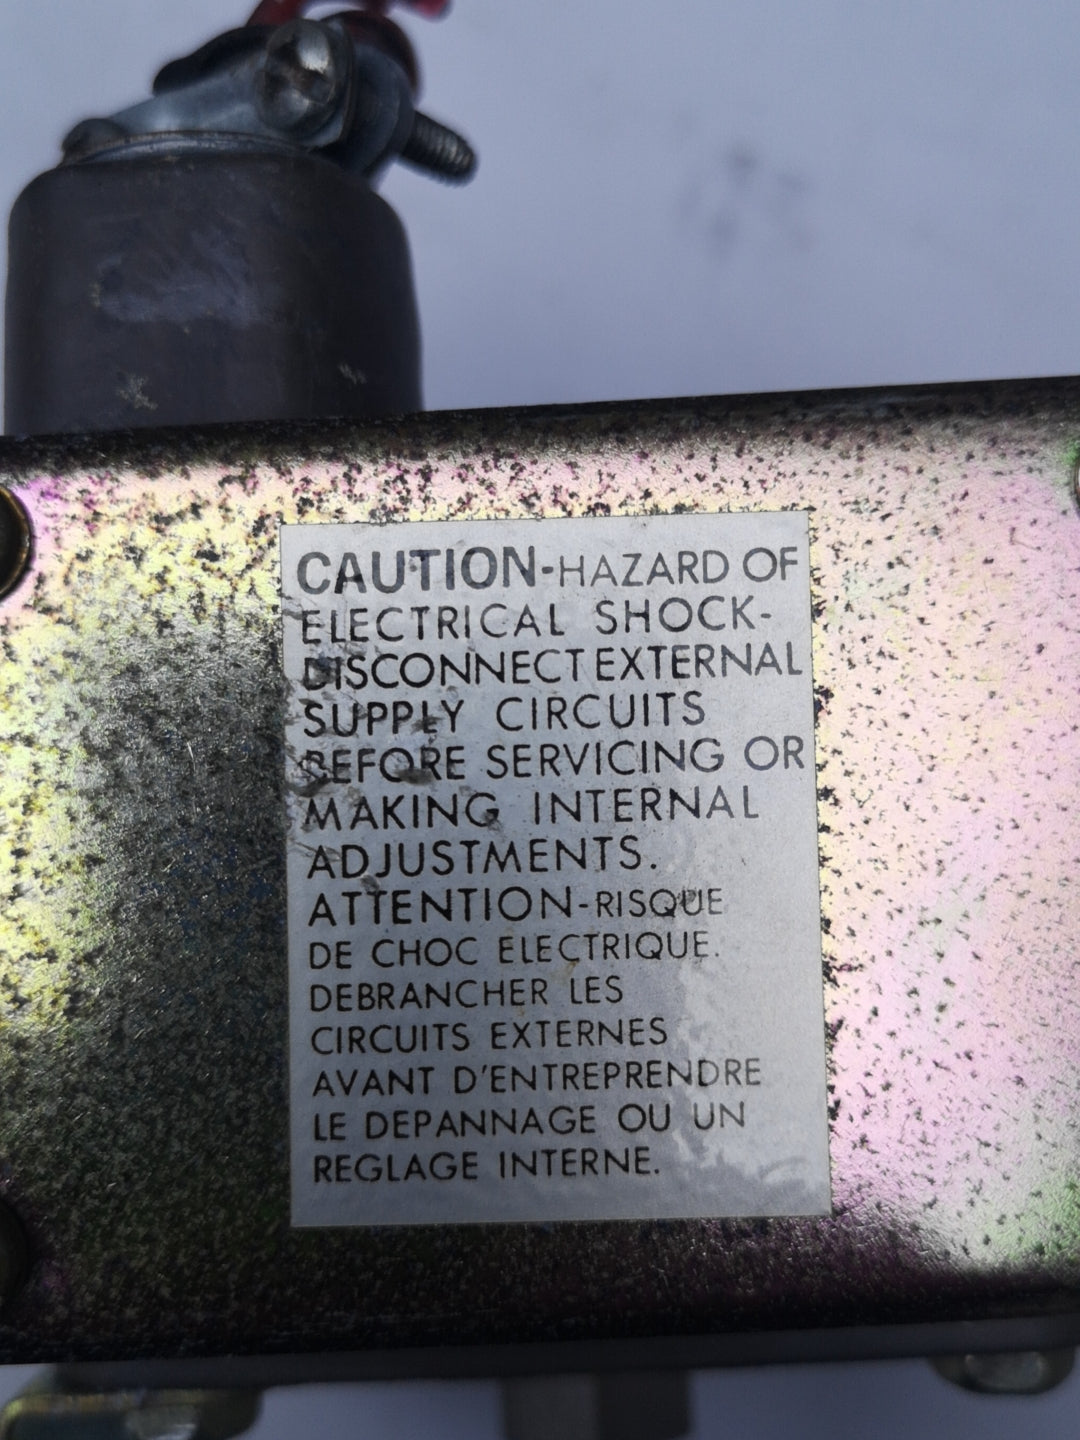 CAUTION-HAZARD OF
ELECTRICAL SHOCK-
DISCONNECT EXTERNAL
SUPPLY CIRCUITS
BEFORE SERVICING OR
MAKING INTERNAL
ADJUSTMENTS.
ATTENTION-RISQUE
DE CHOC ELECTRIQUE.
DEBRANCHER LES
CIRCUITS EXTERNES
AVANT D'ENTREPRENDRE
LE DEPANNAGE OU UN
REGLAGE INTERNE.